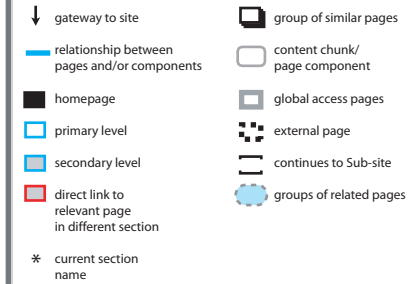 gateway to site
relationship between
pages and/or components
homepage
primary level
secondary level
direct link to
relevant page
in different section
* current section
name
group of similar pages
content chunk/
page component
global access pages
external page
continues to Sub-site
groups of related pages